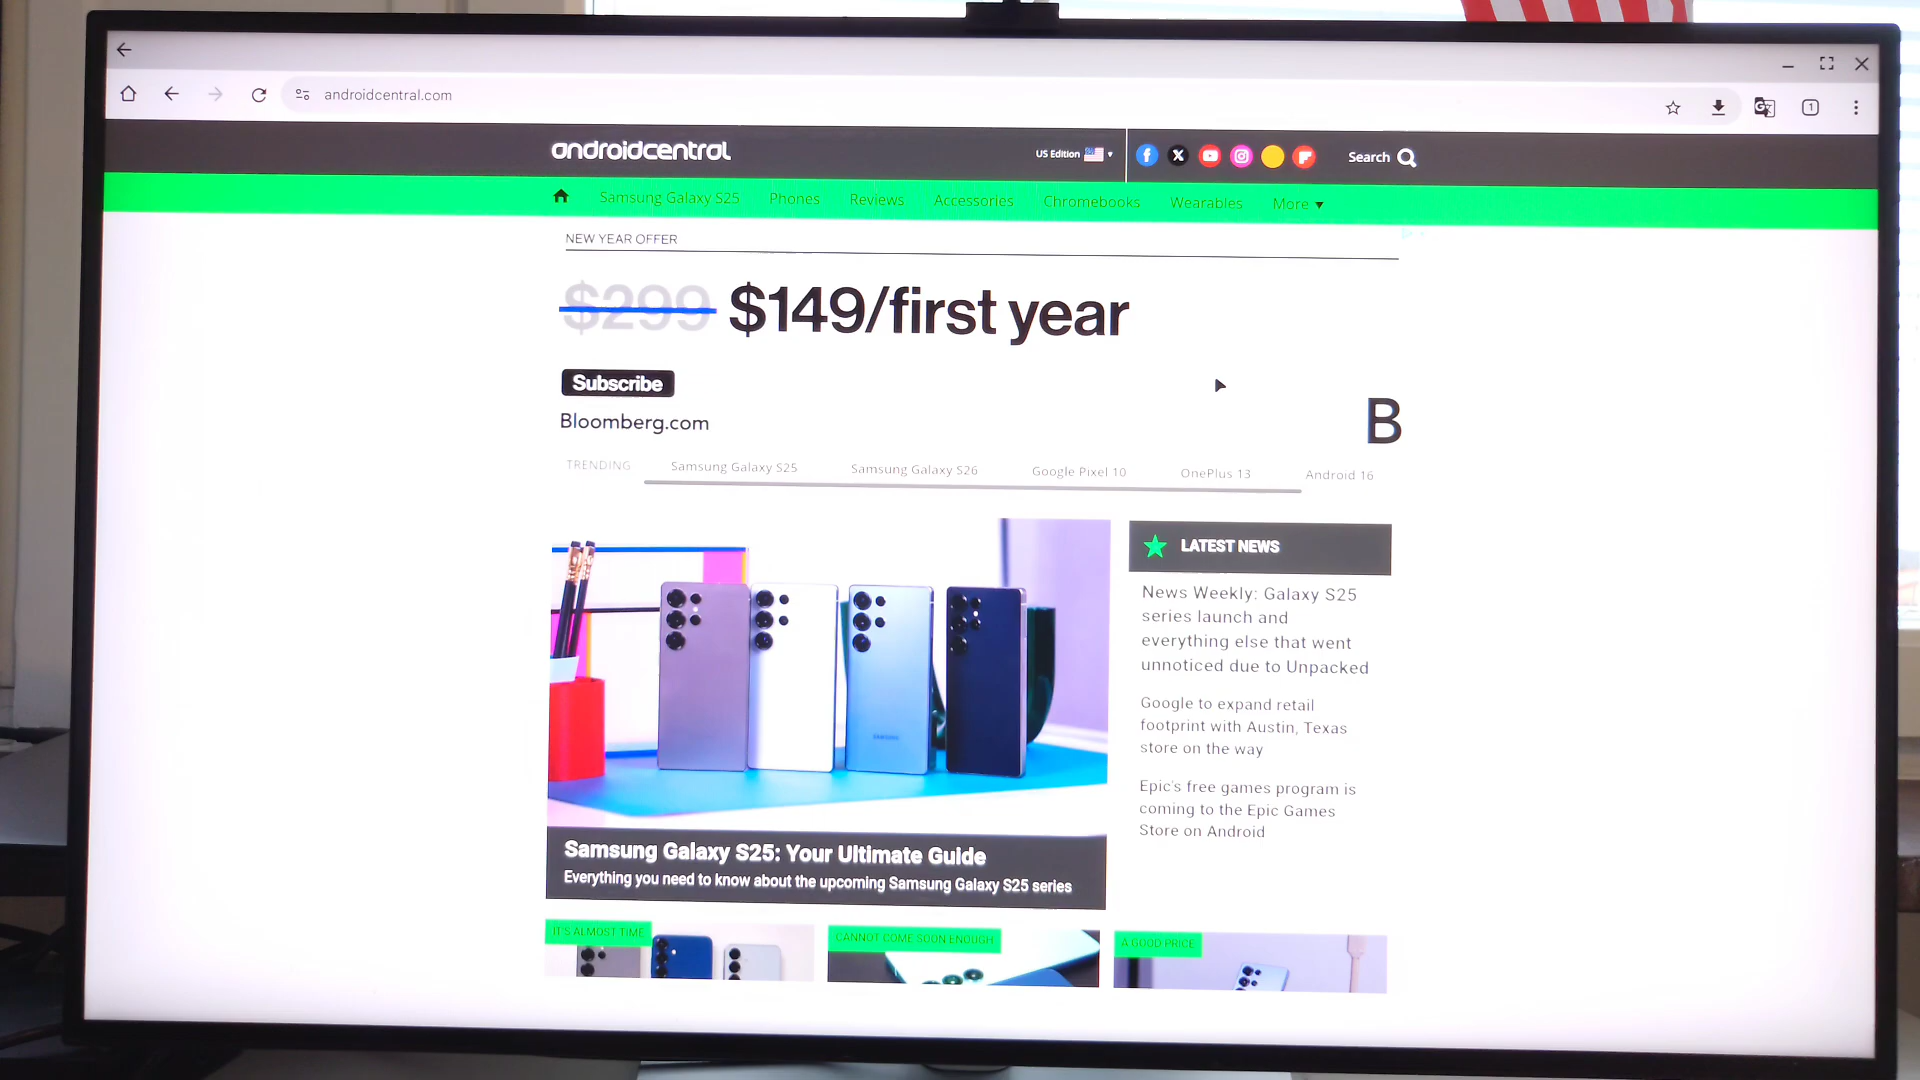 androidcentral.com
1
androidcentral
US Edition
Search
Samsung Galaxy S25 Phones Reviews Accessories Chromebooks Wearables More
NEW YEAR OFFER
$299 $149/first year
Subscribe
Bloomberg.com
B
TRENDING Samsung Galaxy S25 Samsung Galaxy S26 Google Pixel 10 OnePlus 13 Android 16
Samsung Galaxy S25: Your Ultimate Guide
Everything you need to know about the upcoming Samsung Galaxy S25 series
LATEST NEWS
News Weekly: Galaxy S25
series launch and
everything else that went
unnoticed due to Unpacked
Google to expand retail
footprint with Austin, Texas
store on the way
Epic's free games program is
coming to the Epic Games
Store on Android
IT'S ALMOST TIME
CANNOT COME SOON ENOUGH
A GOOD PRICE